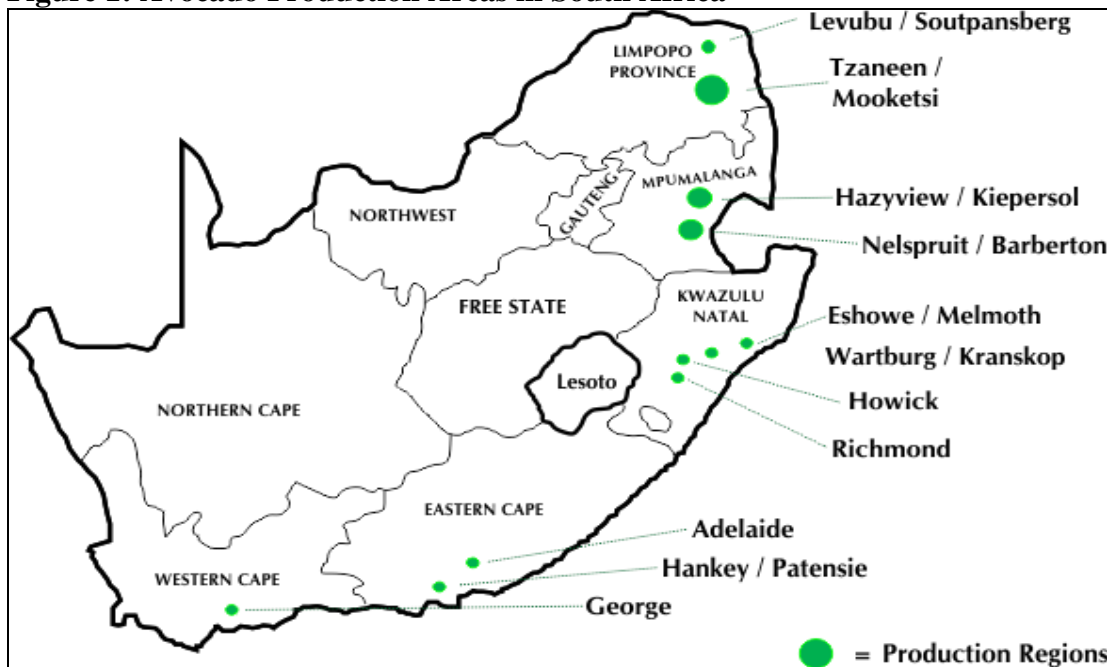 Levubu / Soutpansberg
LIMPOPO
PROVINCE
Tzaneen /
Mooketsi
MPUMALANGA
GAUTENG
NORTHWEST
Hazyview / Kiepersol
Nelspruit / Barberton
FREE STATE
KWAZULU
NATAL
Eshowe / Melmoth
Wartburg / Kranskop
Lesoto
Howick
NORTHERN CAPE
Richmond
EASTERN CAPE
Adelaide
WESTERN CAPE
Hankey / Patensie
George
= Production Regions